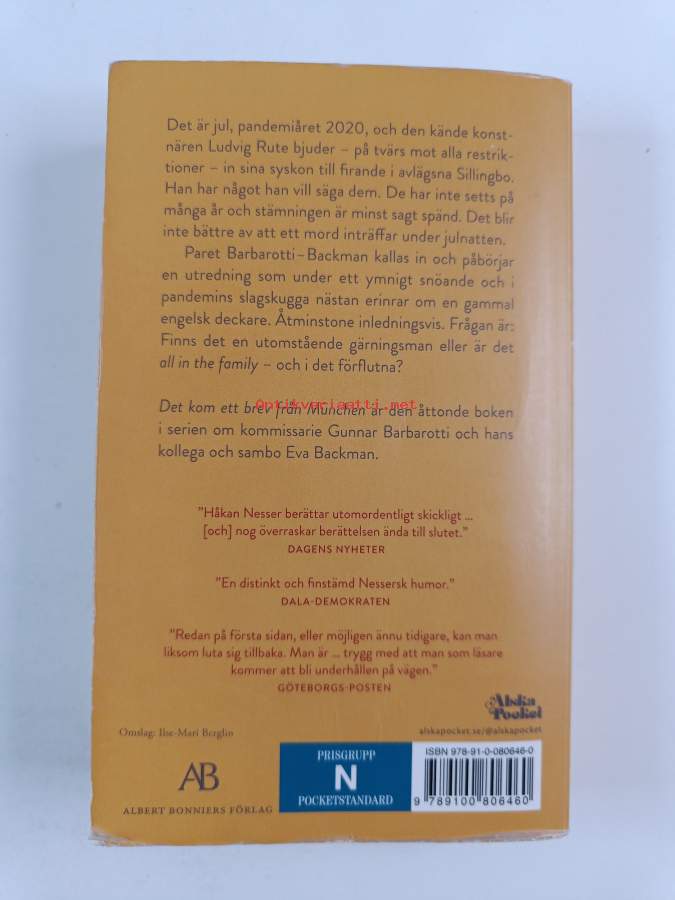 Det är jul, pandemiåret 2020, och den kände konst-
nären Ludvig Rute bjuder – på tvärs mot alla restrik-
tioner – in sina syskon till firande i avlägsna Sillingbo.
Han har något han vill säga dem. De har inte setts på
många år och stämningen är minst sagt spänd. Det blir
inte bättre av att ett mord inträffar under julnatten.
Paret Barbarotti–Backman kallas in och påbörjar
en utredning som under ett ymnigt snöande och i
pandemins slagskugga nästan erinrar om en gammal
engelsk deckare. Åtminstone inledningsvis. Frågan är:
Finns det en utomstående gärningsman eller är det
all in the family – och i det förflutna?
Optikvariaatti.net
Det kom ett brev från München är den åttonde boken
i serien om kommissarie Gunnar Barbarotti och hans
kollega och sambo Eva Backman.
”Håkan Nesser berättar utomordentligt skickligt ...
[och] nog överraskar berättelsen ända till slutet.”
DAGENS NYHETER
”En distinkt och finstämd Nessersk humor.”
DALA-DEMOKRATEN
”Redan på första sidan, eller möjligen ännu tidigare, kan man
liksom luta sig tillbaka. Man är ... trygg med att man som läsare
kommer att bli underhållen på vägen.”
GÖTEBORGS-POSTEN
Älska
Pocket
alskapocket.se/@alskapocket
Omslag: Ilse-Mari Berglin
AB
ALBERT BONNIERS FÖRLAG
PRISGRUPP
N
POCKETSTANDARD
ISBN 978-91-0-080646-0
9 789100 806460